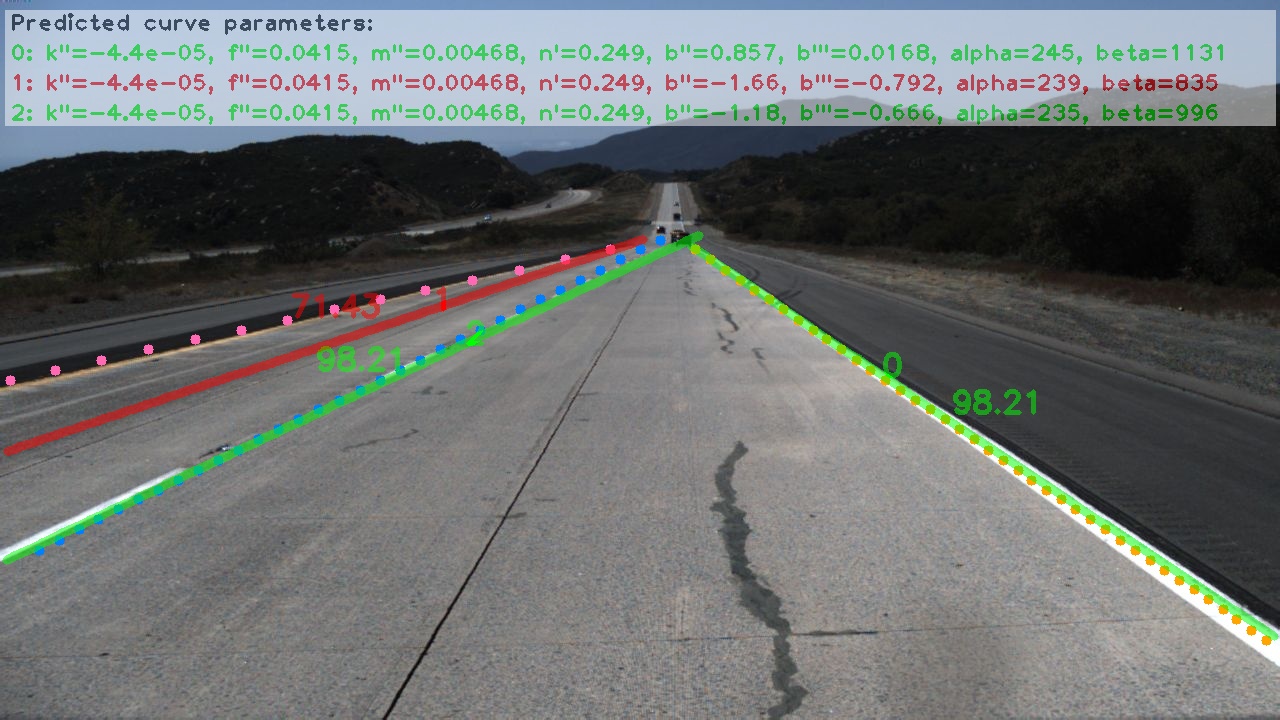 Predicted curve parameters:
0: k''=-4.4e-05, f''=0.0415, m''=0.00468, n'=0.249, b''=0.857, b'''=0.0168, alpha=245, beta=1131
1: k''=-4.4e-05, f''=0.0415, m''=0.00468, n'=0.249, b''=-1.66, b'''=-0.792, alpha=239, beta=835
2: k''=-4.4e-05, f''=0.0415, m''=0.00468, n'=0.249, b''=-1.18, b'''=-0.666, alpha=235, beta=996
71.43 1
2
98.21
0
98.21